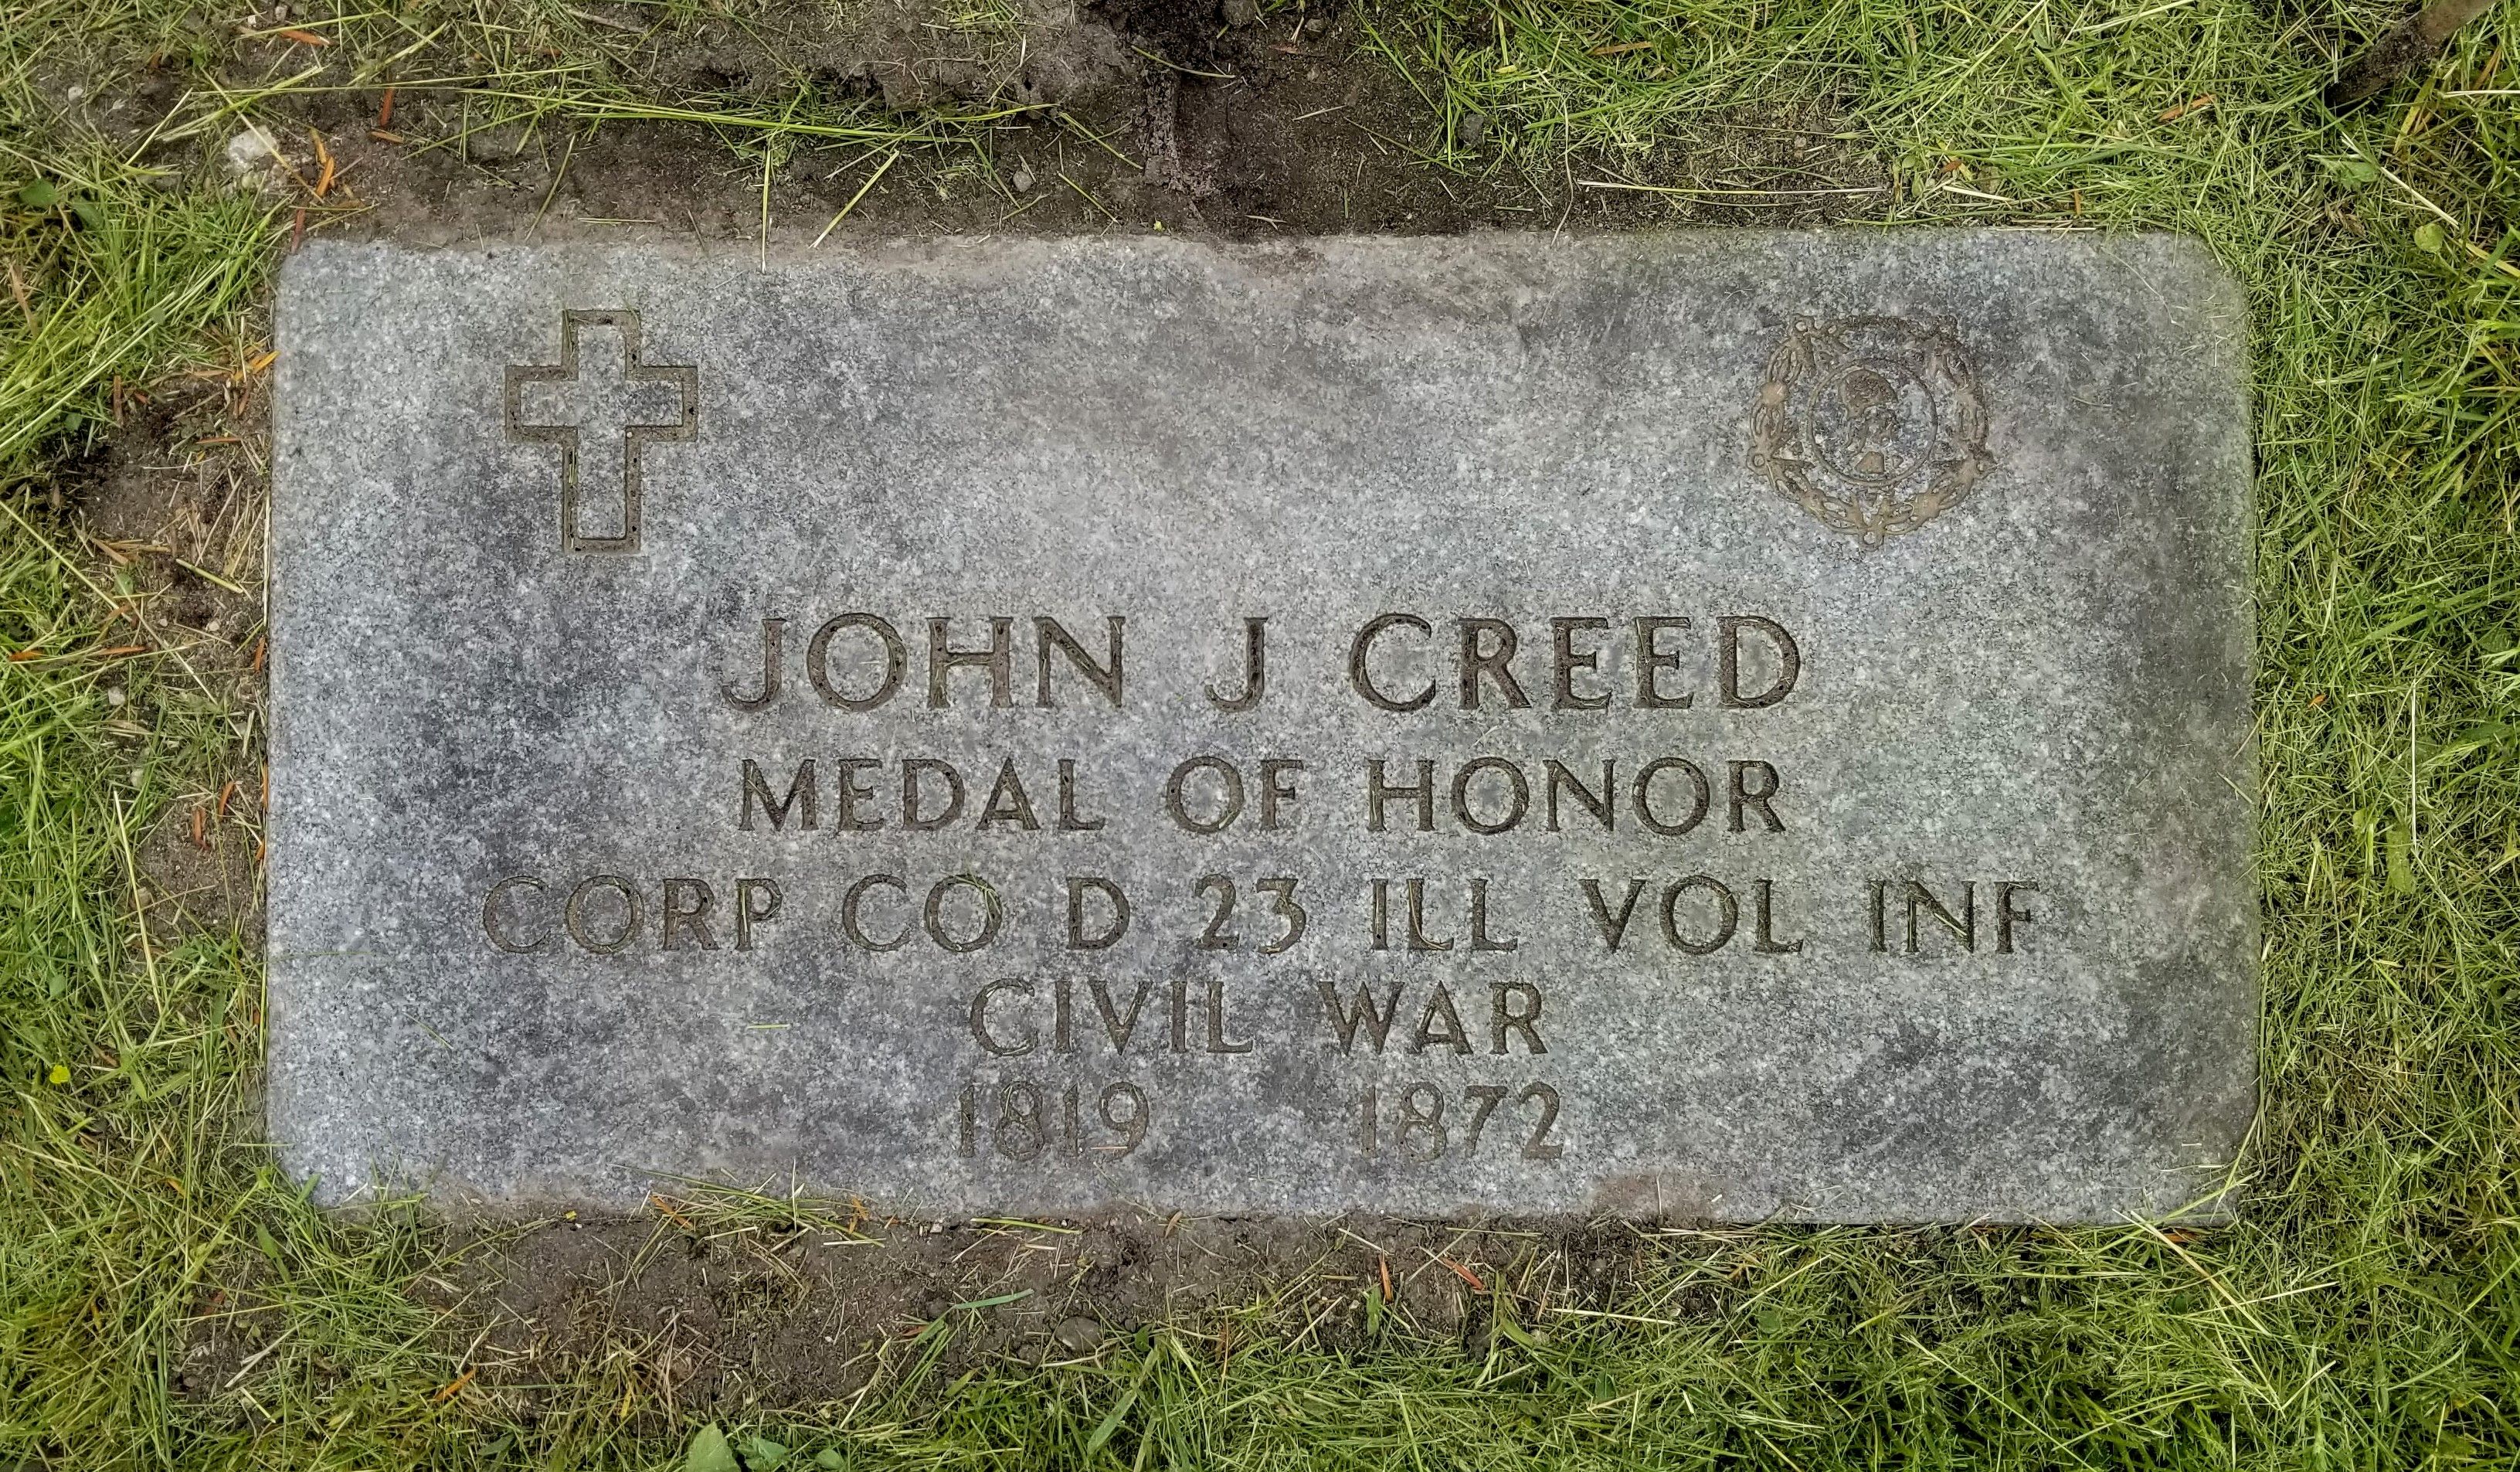 JOHN J CREED
MEDAL OF HONOR
CORP CO D 23 ILL VOL INF
CIVIL WAR
1819 1872